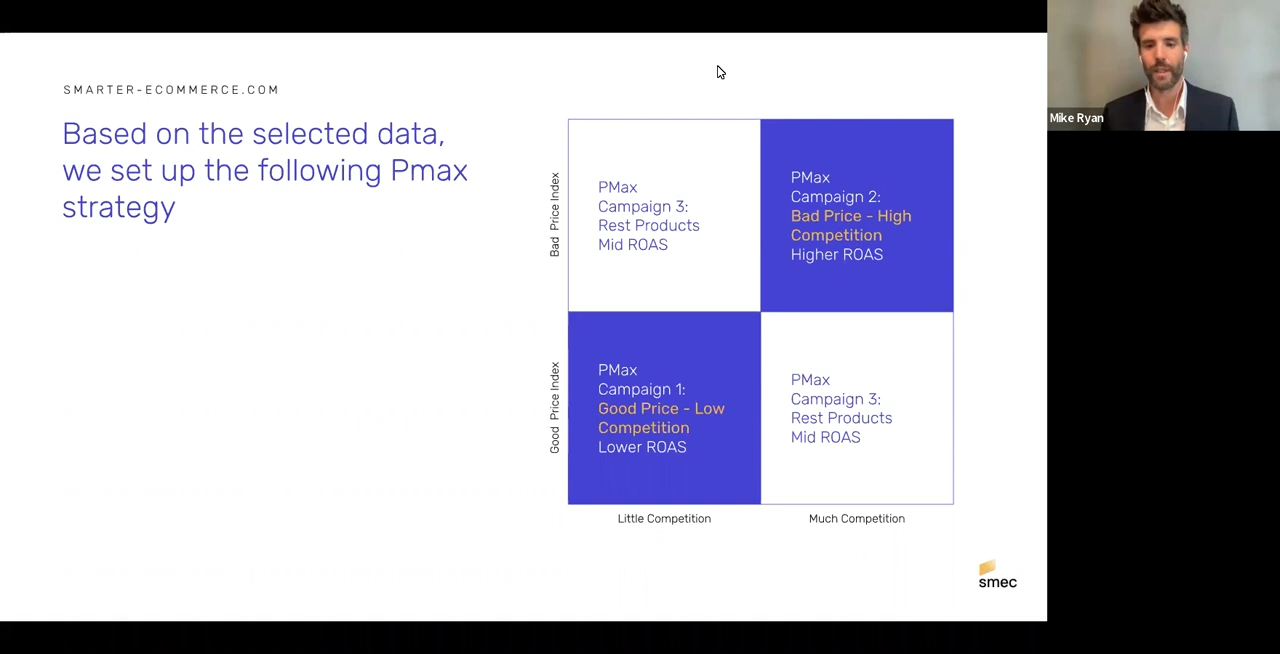 SMARTER-ECOMMERCE.COM
Based on the selected data,
we set up the following Pmax
strategy
Bad Price Index
PMax
Campaign 3:
Rest Products
Mid ROAS
PMax
Campaign 2:
Bad Price - High
Competition
Higher ROAS
Good Price Index
PMax
Campaign 1:
Good Price - Low
Competition
Lower ROAS
PMax
Campaign 3:
Rest Products
Mid ROAS
Little Competition
Much Competition
smec
Mike Ryan